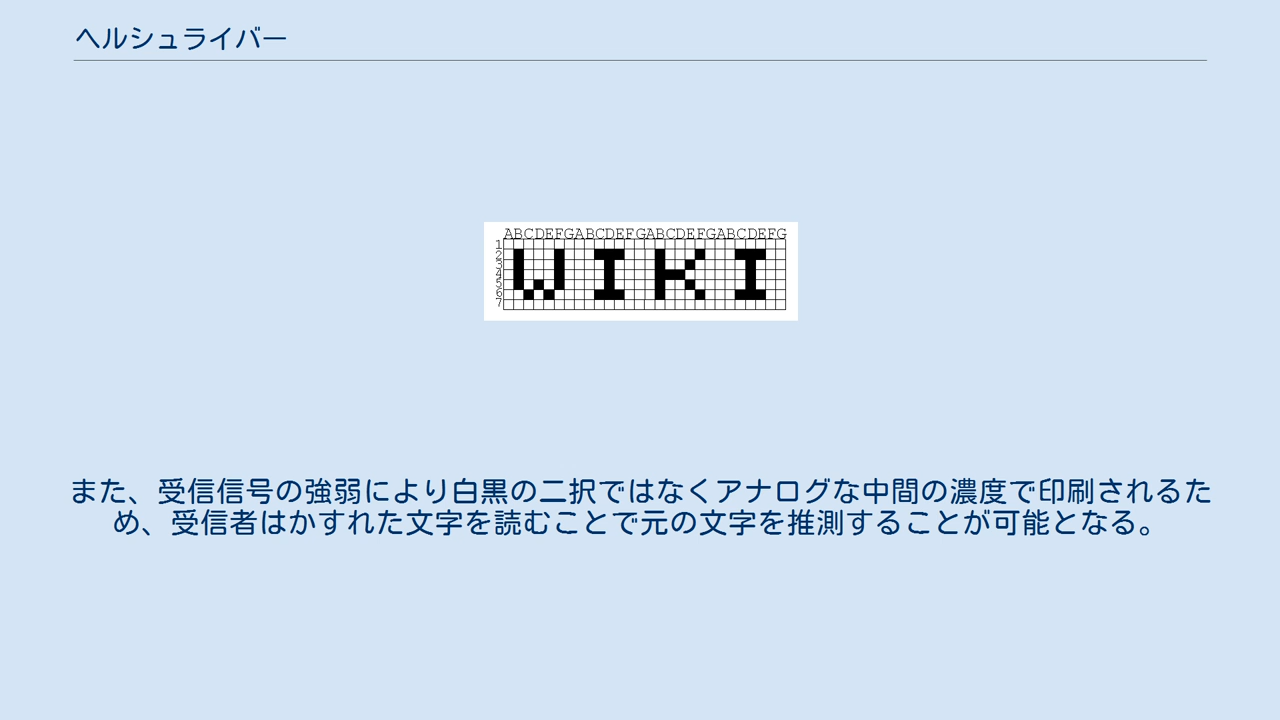 ヘルシュライバー
ABCDEFGABCDEFGABCDEFGABCDEFG
1
2
3
4
5
6
7
WIKI
また、受信信号の強弱により白黒の二択ではなくアナログな中間の濃度で印刷されるた
め、受信者はかすれた文字を読むことで元の文字を推測することが可能となる。